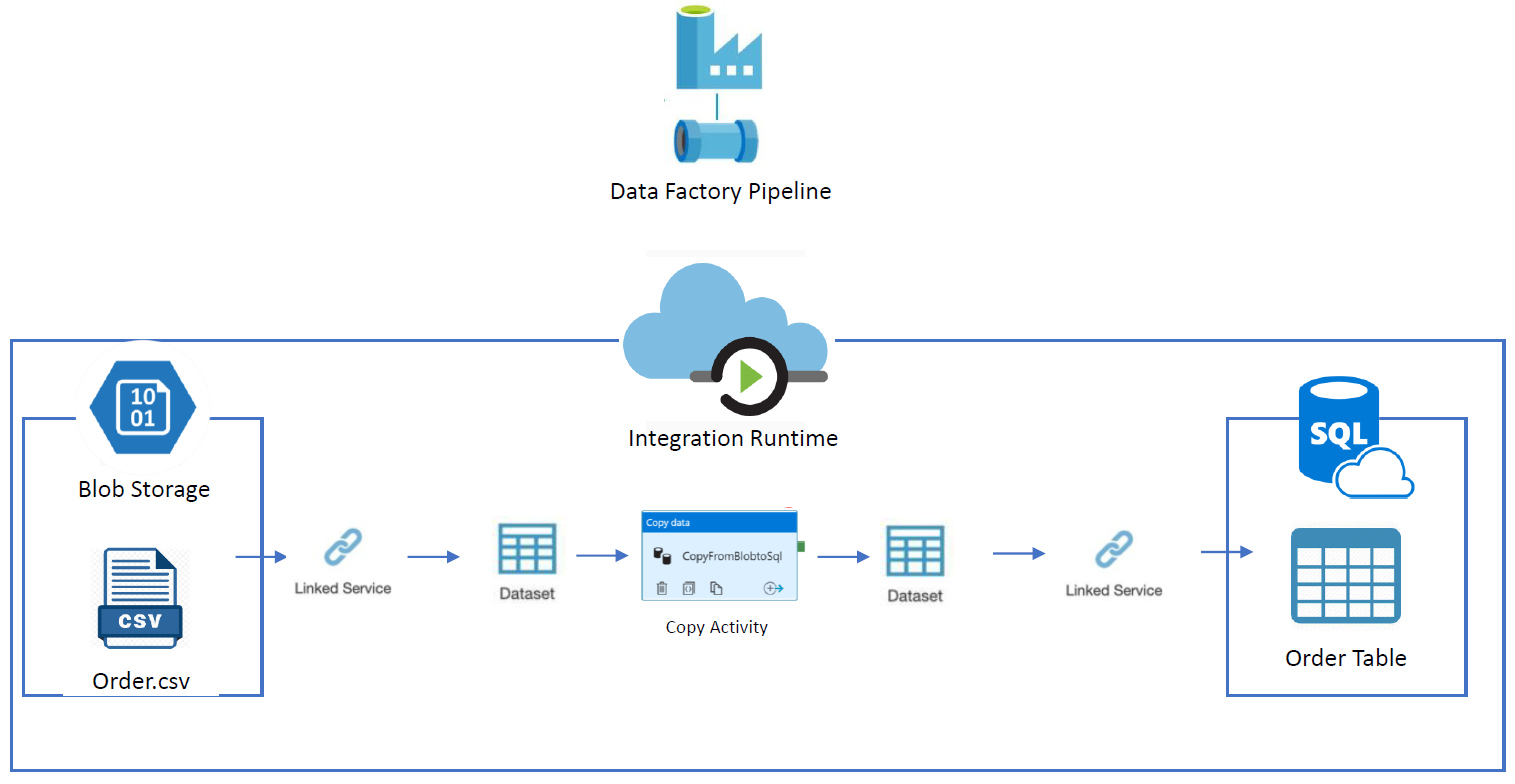 Data Factory Pipeline
Integration Runtime
10
01
Blob Storage
SQL
Copy data
CopyFromBlobtoSql
Linked Service
Dataset
Copy Activity
Dataset
Linked Service
CSV
Order.csv
Order Table